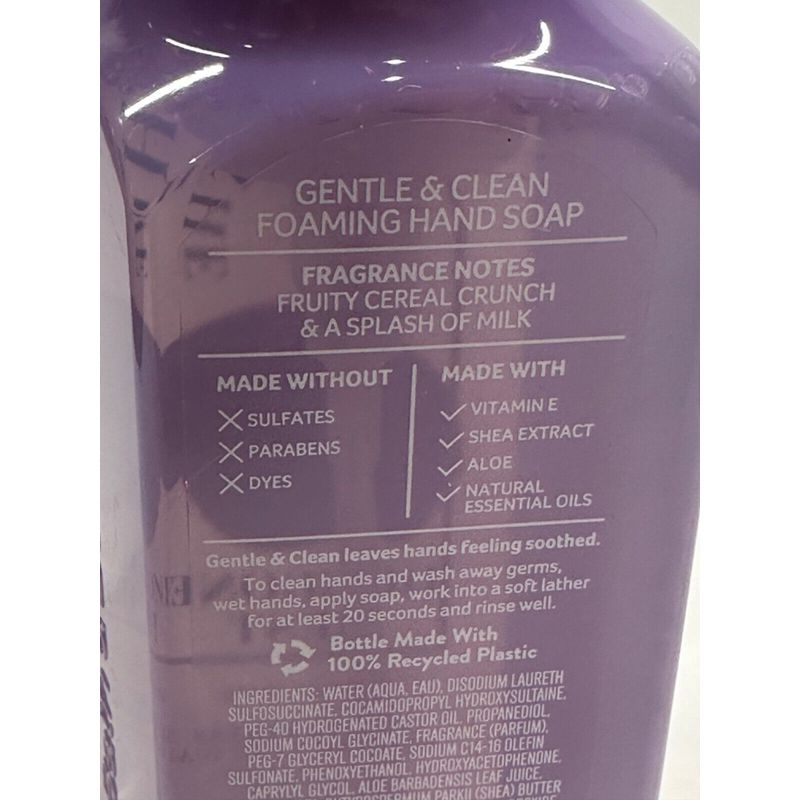 GENTLE & CLEAN
FOAMING HAND SOAP
FRAGRANCE NOTES
FRUITY CEREAL CRUNCH
& A SPLASH OF MILK
MADE WITHOUT
SULFATES
PARABENS
DYES
MADE WITH
VITAMIN E
SHEA EXTRACT
ALOE
NATURAL
ESSENTIAL OILS
Gentle & Clean leaves hands feeling soothed.
To clean hands and wash away germs,
wet hands, apply soap, work into a soft lather
for at least 20 seconds and rinse well.
Bottle Made With
100% Recycled Plastic
INGREDIENTS: WATER (AQUA, EAU), DISODIUM LAURETH
SULFOSUCCINATE, COCAMIDOPROPYL HYDROXYSULTAINE,
PEG-40 HYDROGENATED CASTOR OIL, PROPANEDIOL,
SODIUM COCOYL GLYCINATE, FRAGRANCE (PARFUM),
PEG-7 GLYCERYL COCOATE, SODIUM C14-16 OLEFIN
SULFONATE, PHENOXYETHANOL, HYDROXYACETOPHENONE,
CAPRYLYL GLYCOL, ALOE BARBADENSIS LEAF JUICE,
PARKII (SHEA) BUTTER